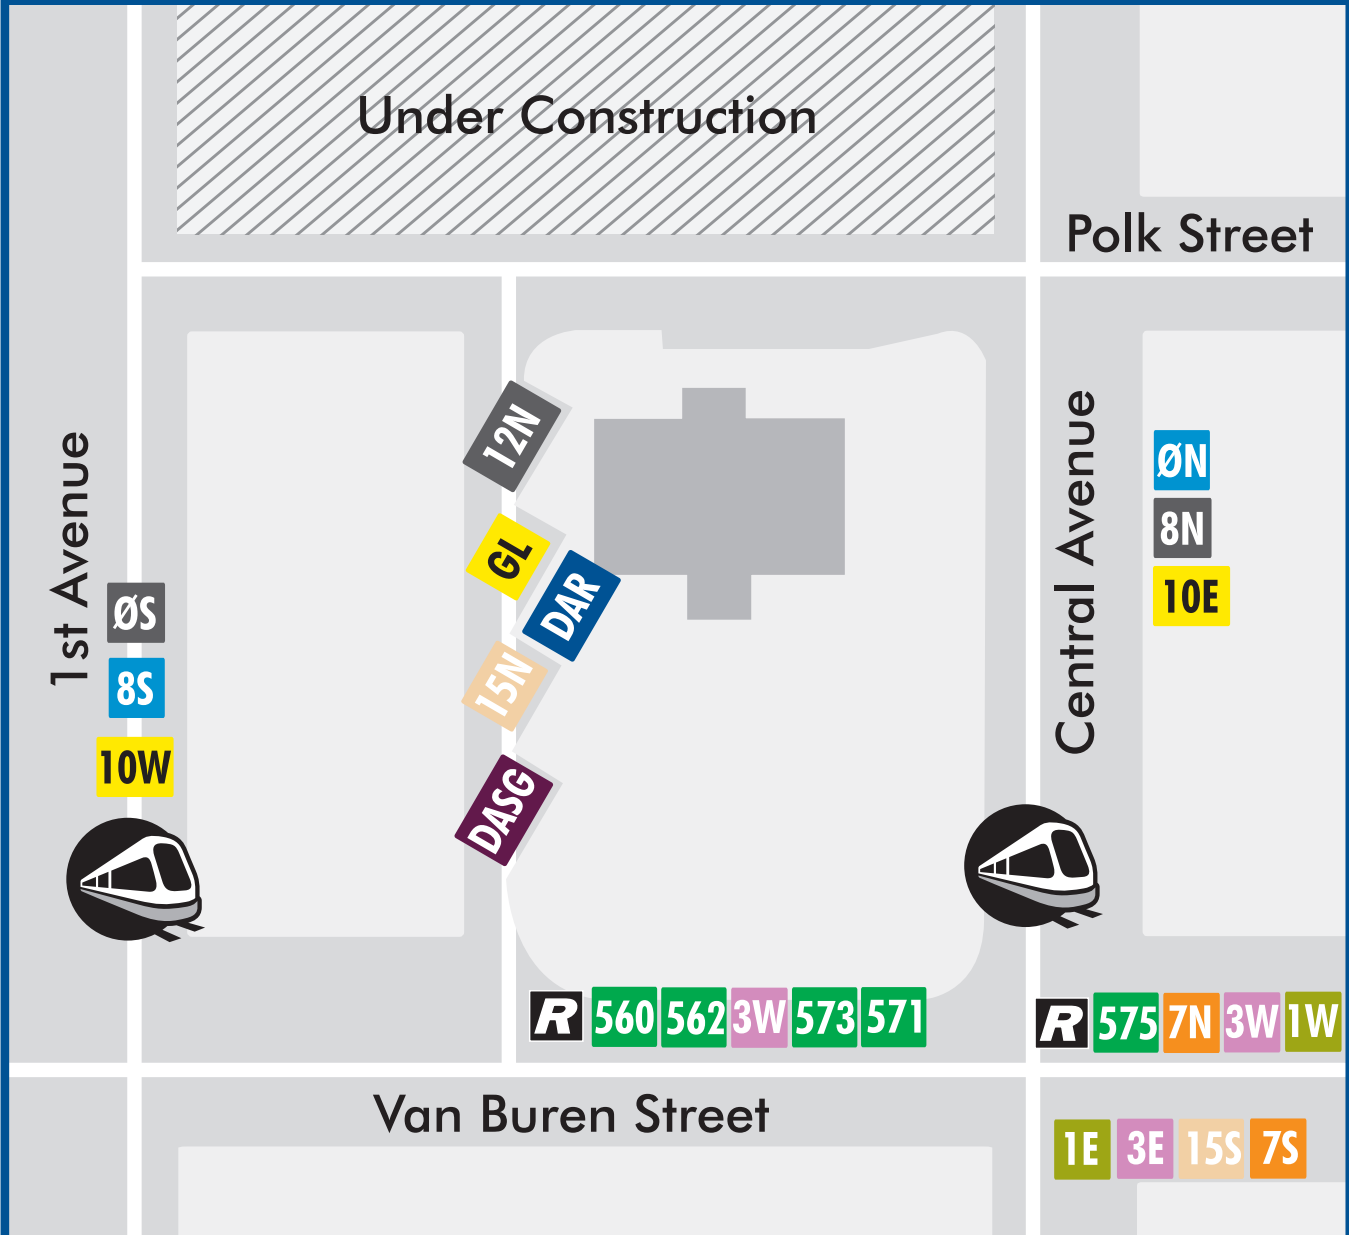 Under Construction
Polk Street
1st Avenue
Central Avenue
12N
GL
DAR
15N
DASG
ØN
8N
10E
ØS
8S
10W
R 560 562 3W 573 571
R 575 7N 3W 1W
Van Buren Street
1E 3E 15S 7S